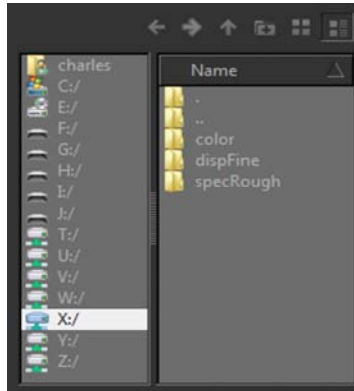 charles
C:/
E:/
F:/
G:/
H:/
I:/
J:/
T:/
U:/
V:/
W:/
X:/
Y:/
Z:/
Name
.
..
color
dispFine
specRough